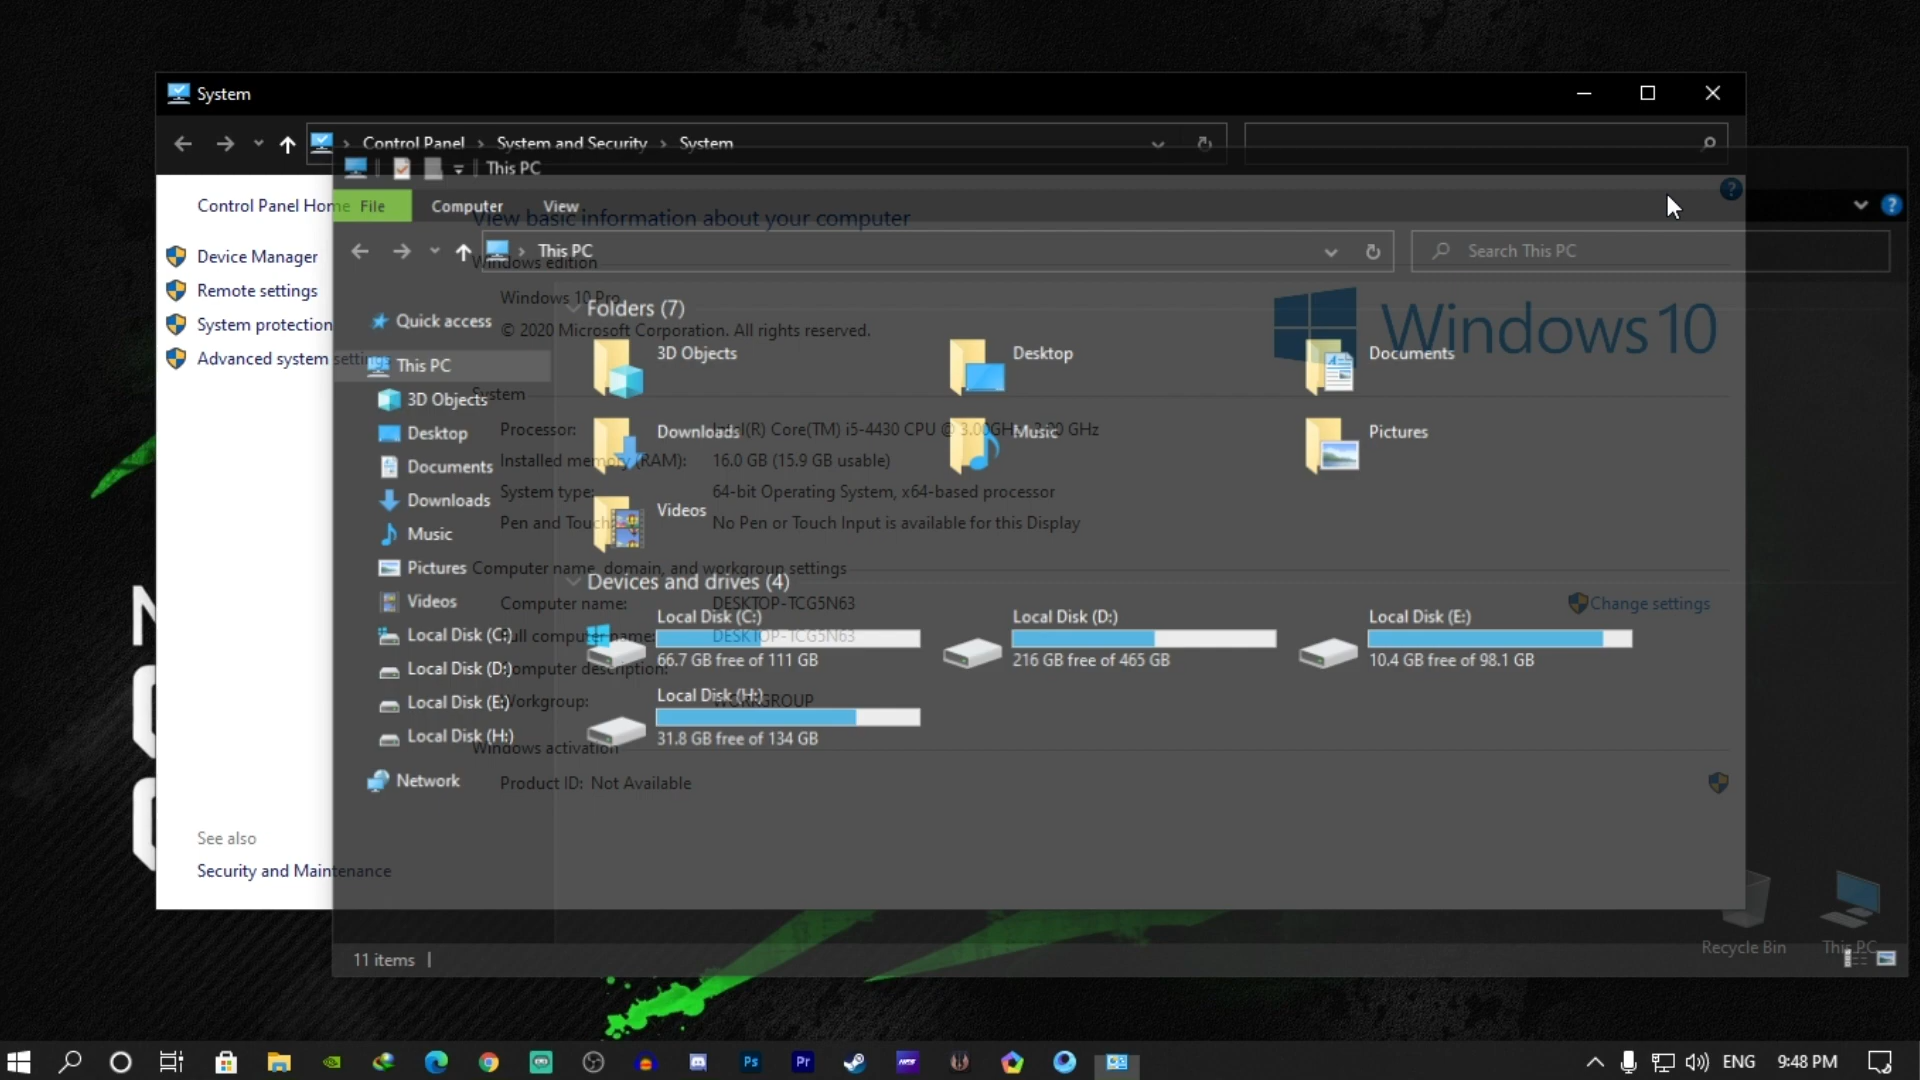 System
Control Panel › System and Security › System
This PC
Control Panel Home
File
Computer
View
View basic information about your computer
Device Manager
Remote settings
System protection
Advanced system settings
This PC
Search This PC
Windows edition
Windows 10 Pro
© 2020 Microsoft Corporation. All rights reserved.
Windows 10
Quick access
This PC
3D Objects
Desktop
Documents
Downloads
Music
Pictures
Videos
Local Disk (C:)
Local Disk (D:)
Local Disk (E:)
Local Disk (H:)
Network
Folders (7)
3D Objects
Desktop
Documents
Downloads
Music
Pictures
Videos
System
Processor: Intel(R) Core(TM) i5-4430 CPU @ 3.00GHz 3.00 GHz
Installed memory (RAM): 16.0 GB (15.9 GB usable)
System type: 64-bit Operating System, x64-based processor
Pen and Touch: No Pen or Touch Input is available for this Display
Computer name, domain, and workgroup settings
Computer name: DESKTOP-TCG5N63
Change settings
Full computer name: DESKTOP-TCG5N63
Computer description:
Workgroup: WORKGROUP
Windows activation
Product ID: Not Available
Devices and drives (4)
Local Disk (C:)
66.7 GB free of 111 GB
Local Disk (D:)
216 GB free of 465 GB
Local Disk (E:)
10.4 GB free of 98.1 GB
Local Disk (H:)
31.8 GB free of 134 GB
See also
Security and Maintenance
11 items
Recycle Bin
This PC
Ps
Pr
ENG
9:48 PM